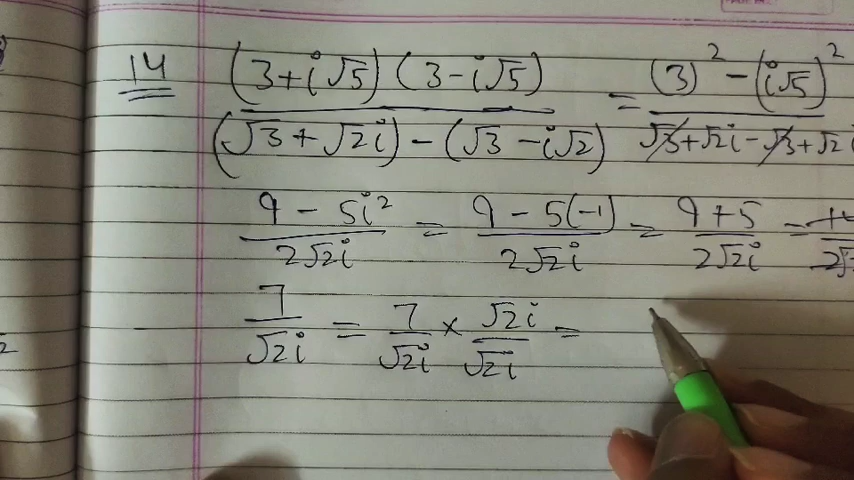 14 (3+i√5)(3-i√5) / (√3+√2i)-(√3-i√2) = (3)²-(i√5)² / √3+√2i-√3+√2i
9-5i² / 2√2i = 9-5(-1) / 2√2i = 9+5 / 2√2i =
7 / √2i = 7 / √2i × √2i / √2i =